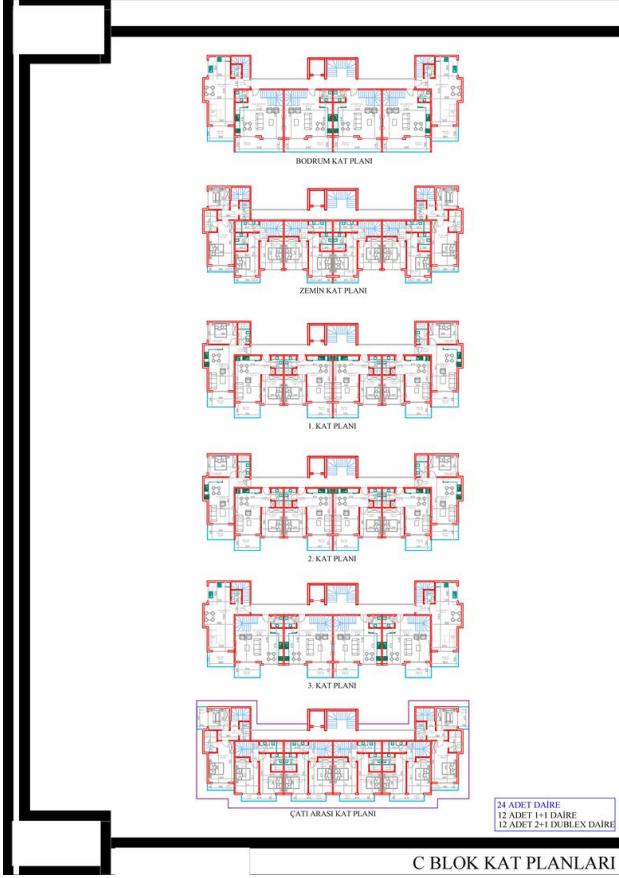 BODRUM KAT PLANI
ZEMİN KAT PLANI
1. KAT PLANI
2. KAT PLANI
3. KAT PLANI
ÇATI ARASI KAT PLANI
24 ADET DAİRE
12 ADET 1+1 DAİRE
12 ADET 2+1 DUBLEX DAİRE
C BLOK KAT PLANLARI